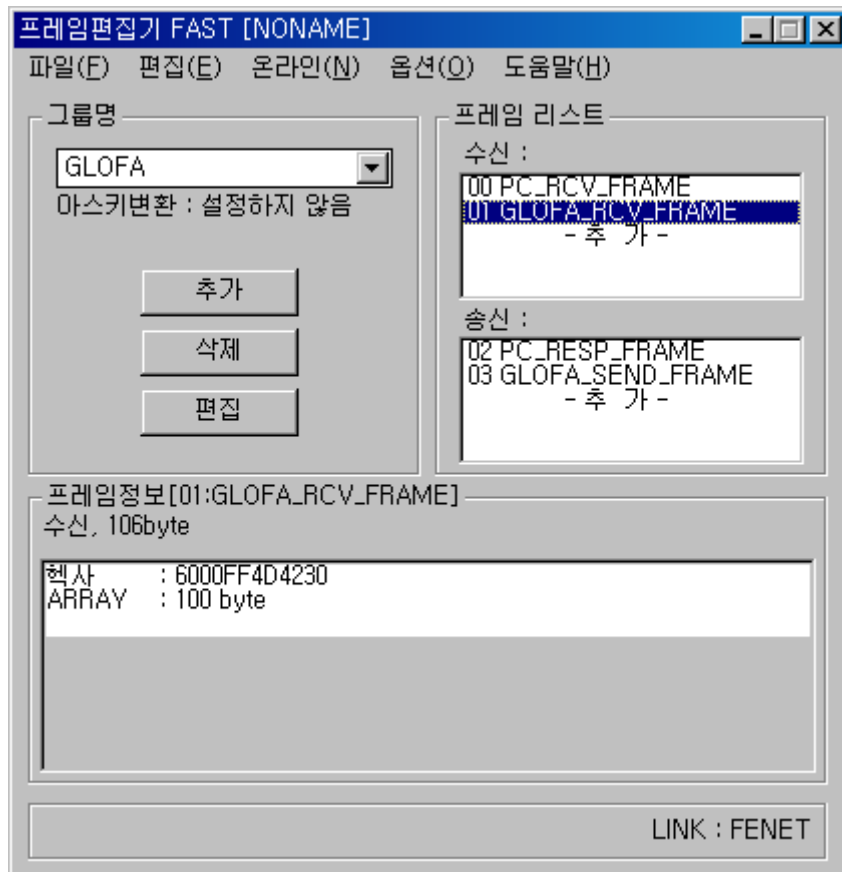 프레임편집기 FAST [NONAME]
파일(F) 편집(E) 온라인(N) 옵션(O) 도움말(H)
그룹명
GLOFA
아스키변환 : 설정하지 않음
추가
삭제
편집
프레임 리스트
수신 :
00 PC_RCV_FRAME
01 GLOFA_RCV_FRAME
- 추 가 -
송신 :
02 PC_RESP_FRAME
03 GLOFA_SEND_FRAME
- 추 가 -
프레임정보[01:GLOFA_RCV_FRAME]
수신, 106byte
헥사 : 6000FF4D4230
ARRAY : 100 byte
LINK : FENET